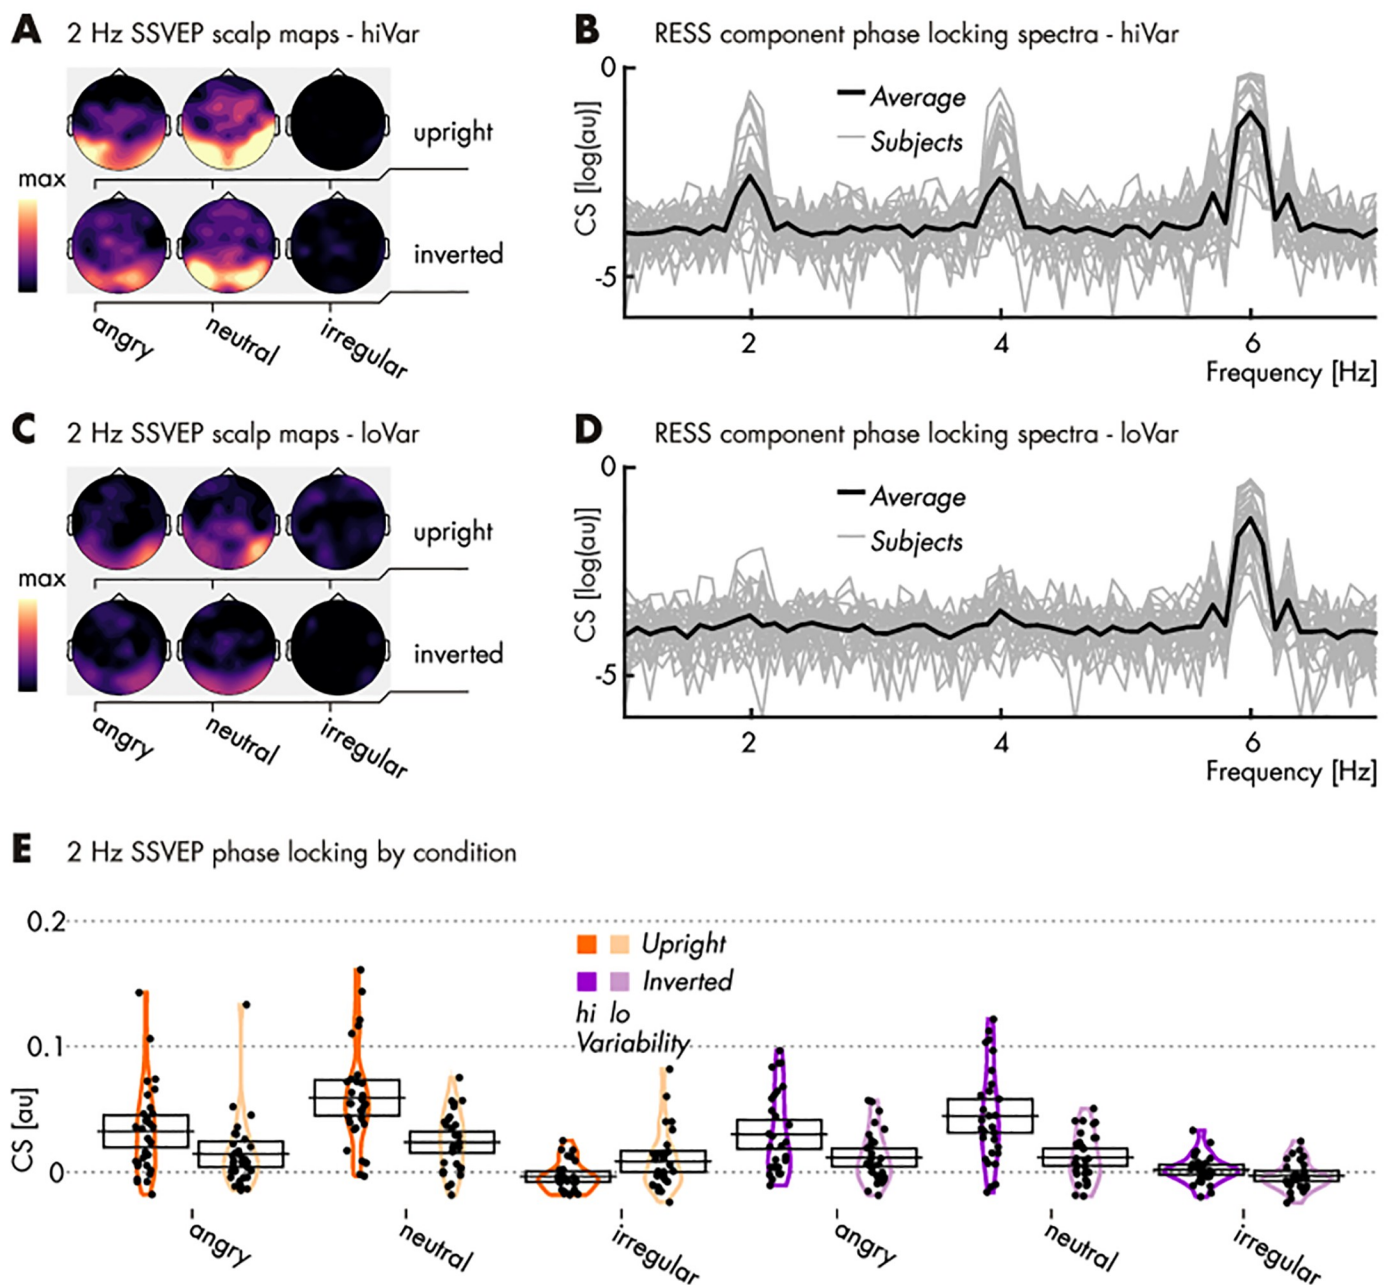 A 2 Hz SSVEP scalp maps - hiVar
upright
max
inverted
angry
neutral
irregular
B RESS component phase locking spectra - hiVar
0
Average
Subjects
CS [log(au)]
-5
2
4
6
Frequency [Hz]
C 2 Hz SSVEP scalp maps - loVar
upright
max
inverted
angry
neutral
irregular
D RESS component phase locking spectra - loVar
0
Average
Subjects
CS [log(au)]
-5
2
4
6
Frequency [Hz]
E 2 Hz SSVEP phase locking by condition
0.2
Upright
Inverted
hi lo
Variability
0.1
CS [au]
0
angry
neutral
irregular
angry
neutral
irregular